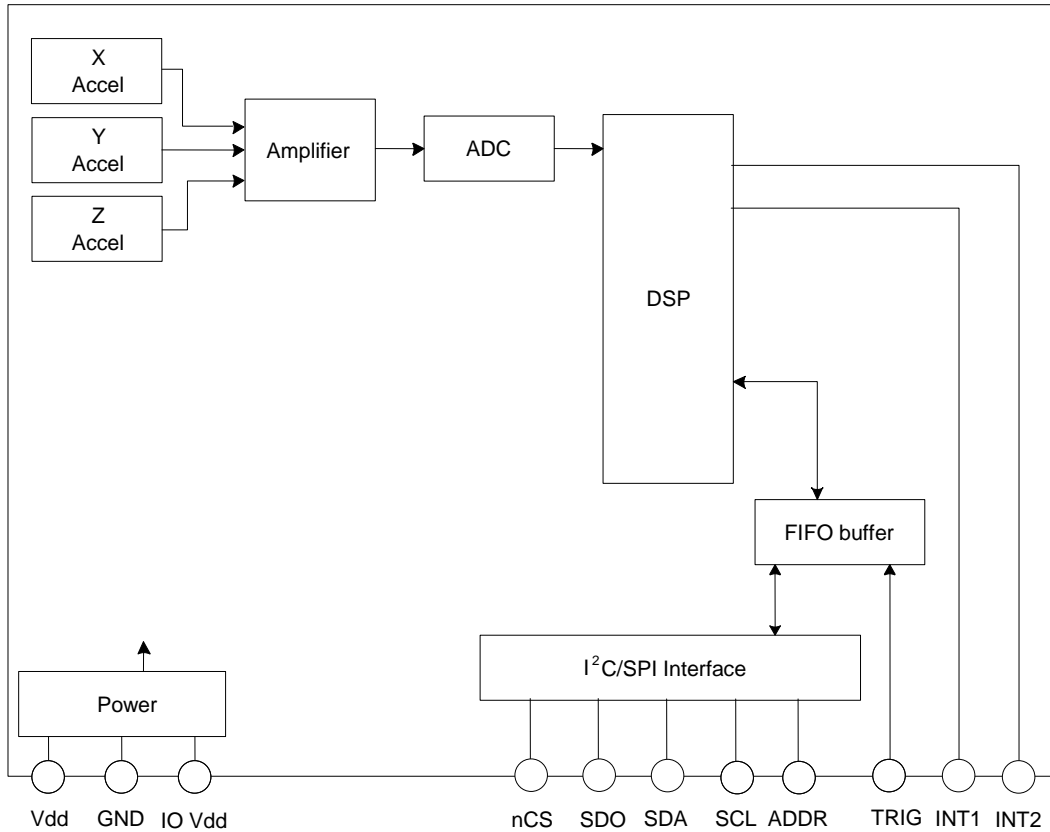 X
Accel
Y
Accel
Z
Accel
Amplifier
ADC
DSP
FIFO buffer
I²C/SPI Interface
Power
Vdd
GND
IO Vdd
nCS
SDO
SDA
SCL
ADDR
TRIG
INT1
INT2